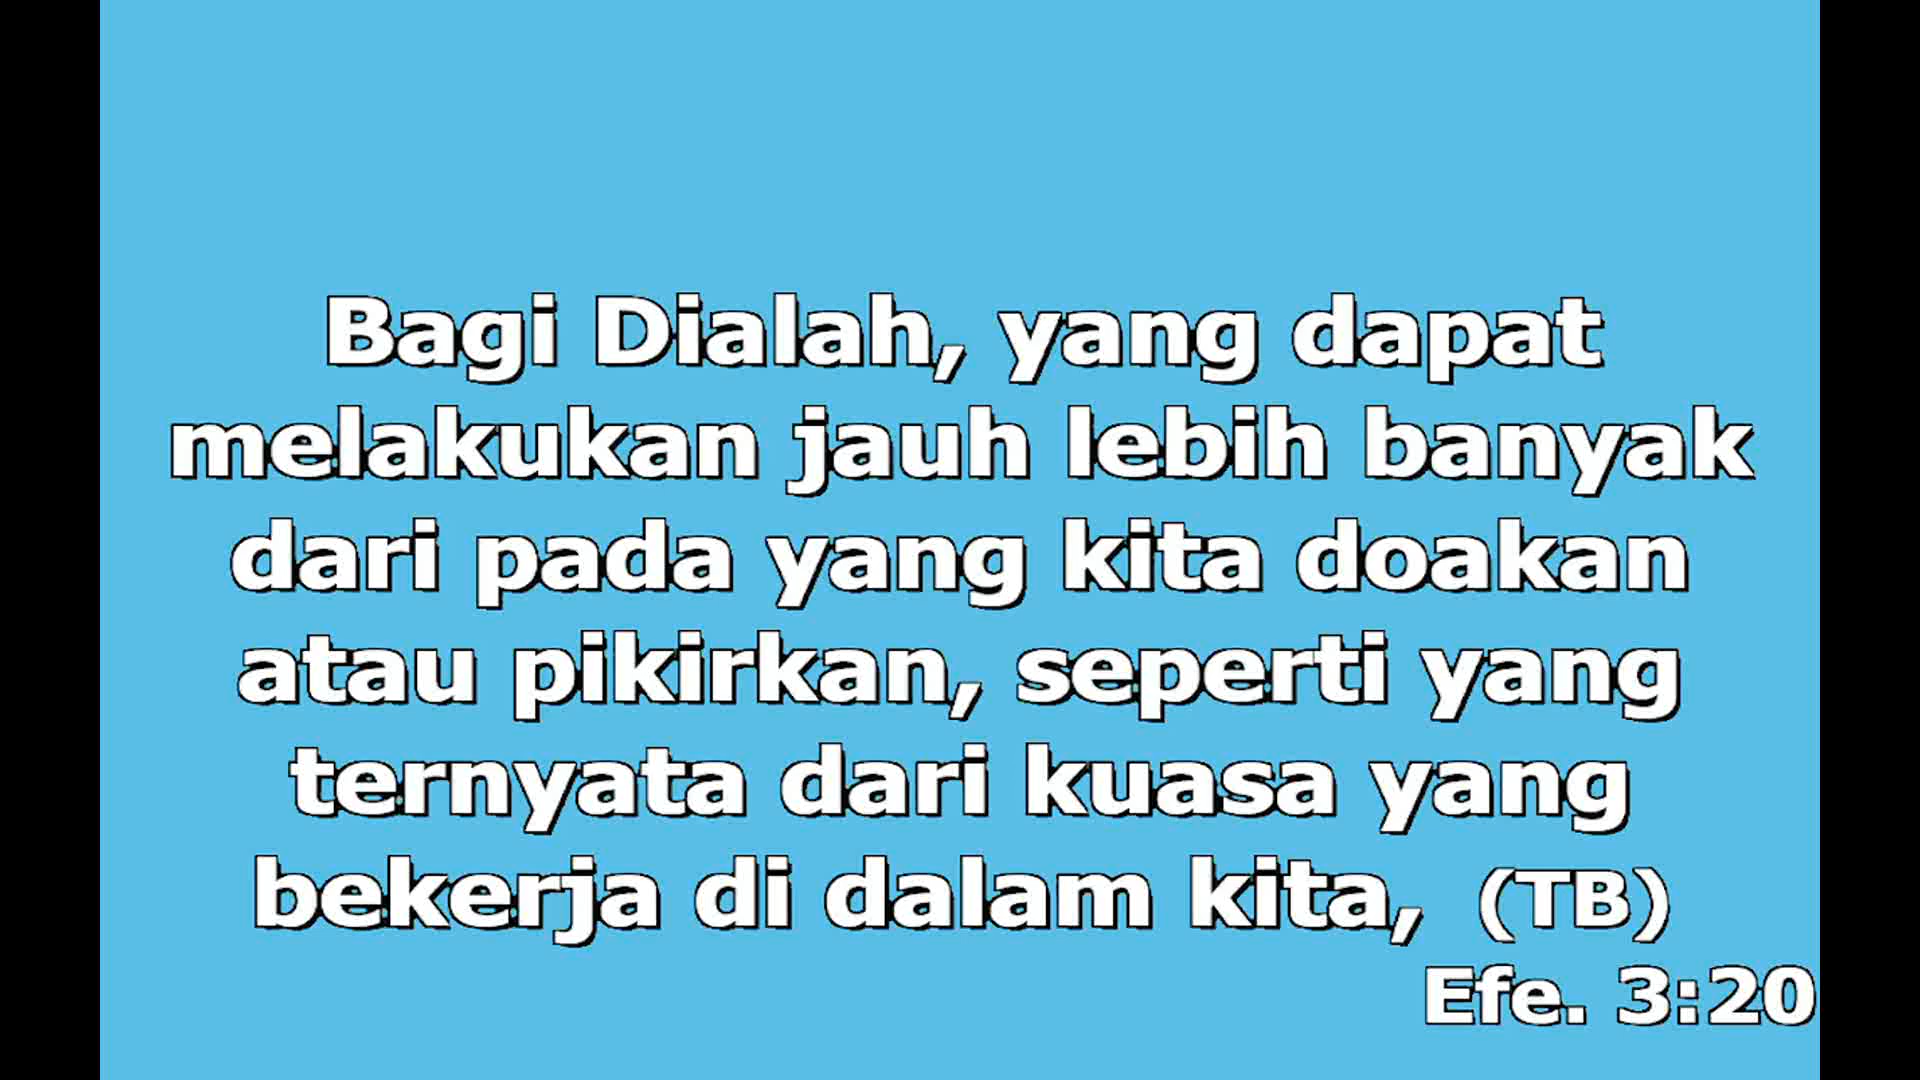 Bagi Dialah, yang dapat
melakukan jauh lebih banyak
dari pada yang kita doakan
atau pikirkan, seperti yang
ternyata dari kuasa yang
bekerja di dalam kita, (TB)
Efe. 3:20